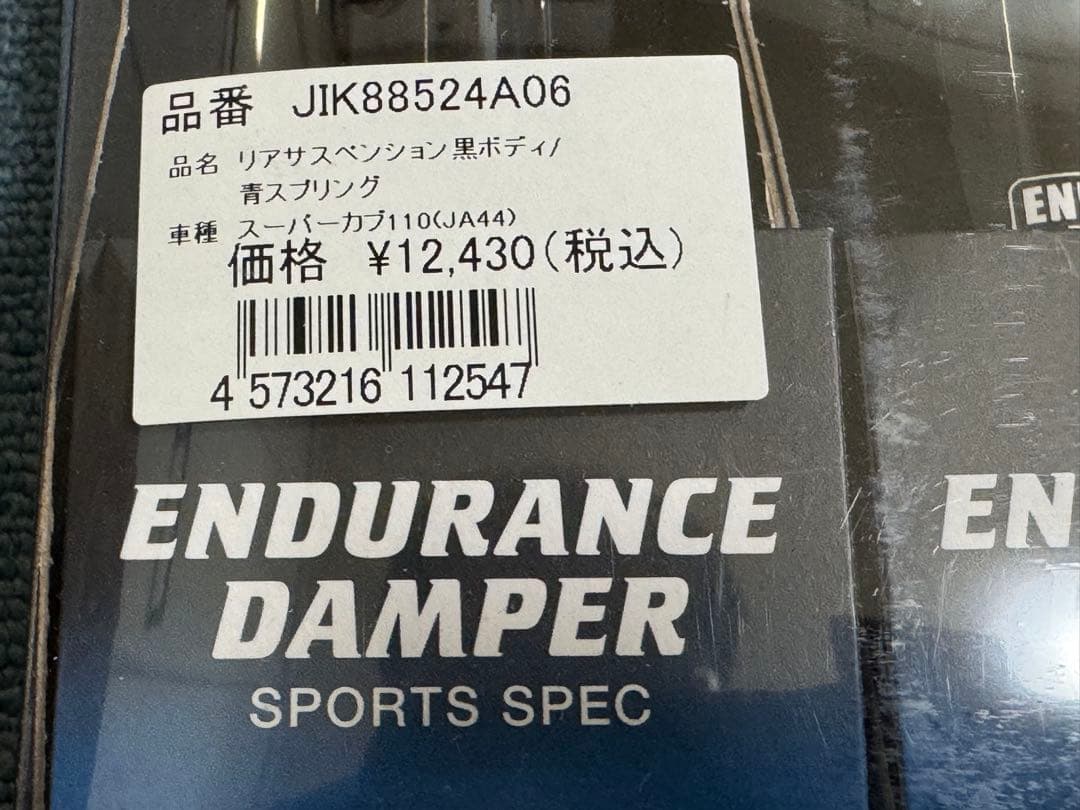 品番 JIK88524A06
品名 リアサスペンション黒ボディ/
青スプリング
車種 スーパーカブ110(JA44)
価格 ¥12,430(税込)
4 573216 112547
END
ENDURANCE
DAMPER
SPORTS SPEC
EN